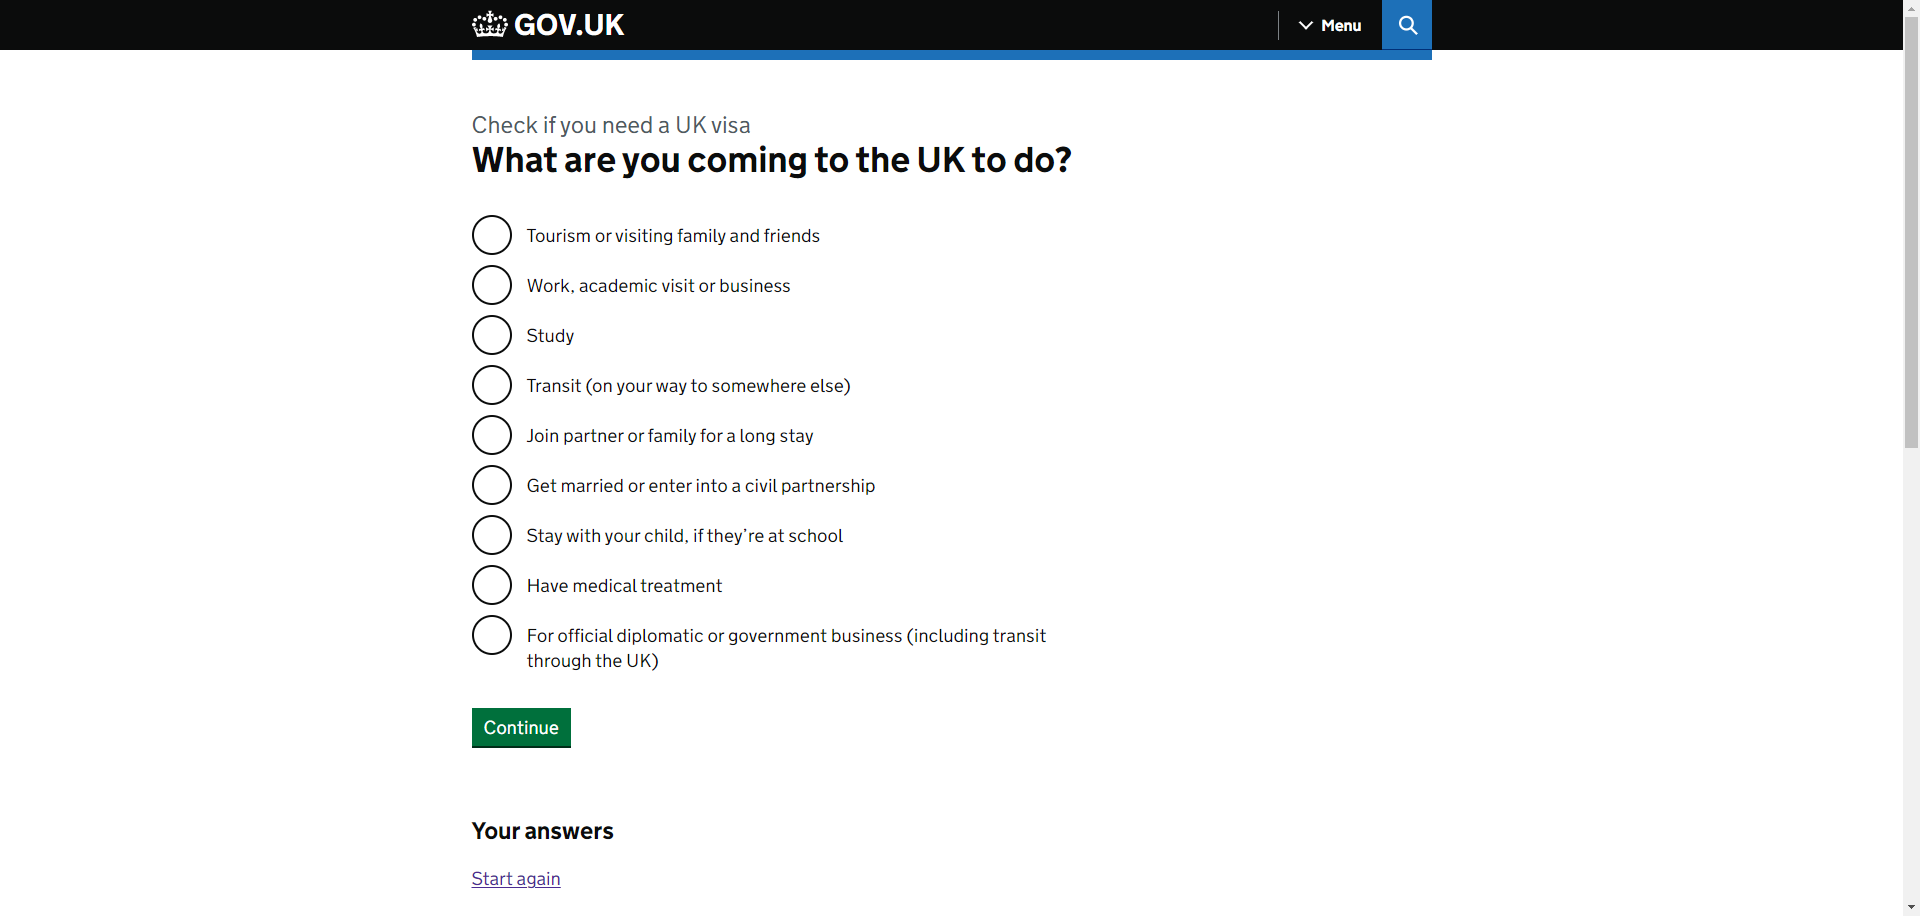 GOV.UK
Menu
Check if you need a UK visa
What are you coming to the UK to do?
Tourism or visiting family and friends
Work, academic visit or business
Study
Transit (on your way to somewhere else)
Join partner or family for a long stay
Get married or enter into a civil partnership
Stay with your child, if they’re at school
Have medical treatment
For official diplomatic or government business (including transit
through the UK)
Continue
Your answers
Start again